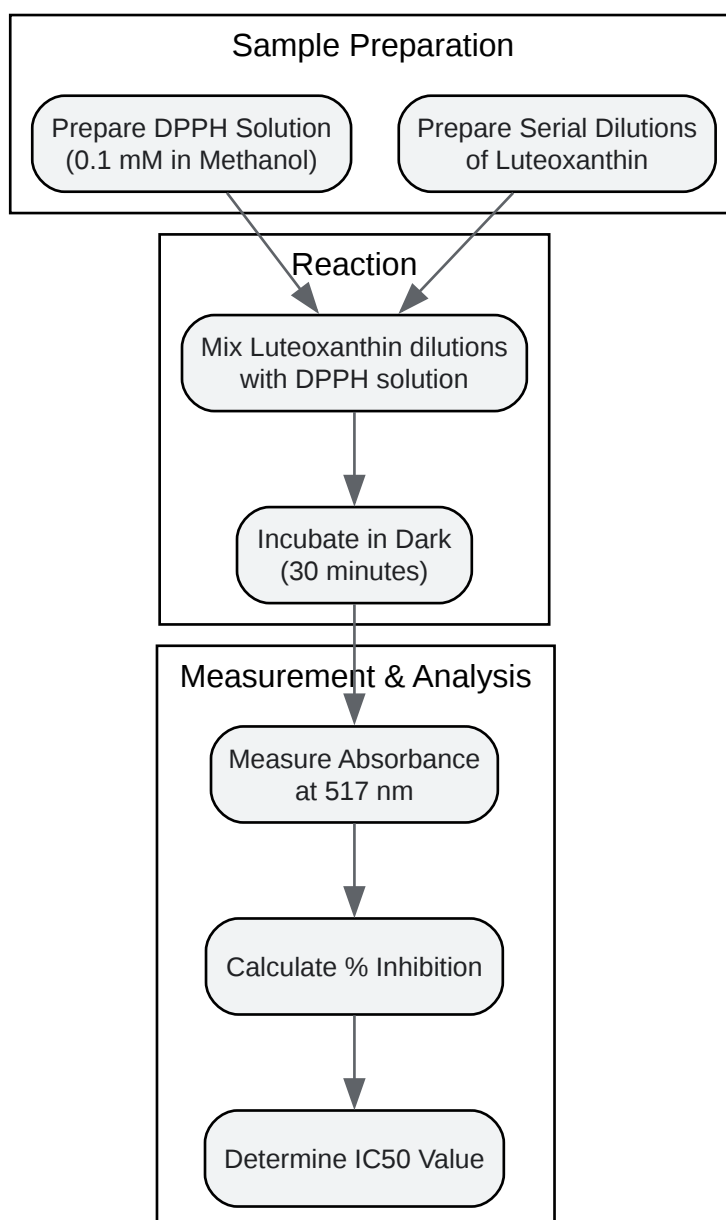 Sample Preparation
Prepare DPPH Solution
(0.1 mM in Methanol)
Prepare Serial Dilutions
of Luteoxanthin
Reaction
Mix Luteoxanthin dilutions
with DPPH solution
Incubate in Dark
(30 minutes)
Measurement & Analysis
Measure Absorbance
at 517 nm
Calculate % Inhibition
Determine IC50 Value